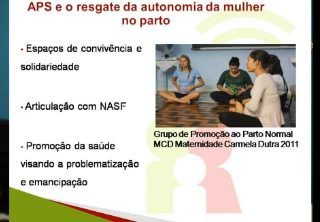 APS e o resgate da autonomia da mulher
no parto
- Espaços de convivência e
solidariedade
- Articulação com NASF
- Promoção da saúde
visando a problematização
e emancipação
Grupo de Promoção ao Parto Normal
MCD Maternidade Carmela Dutra 2011